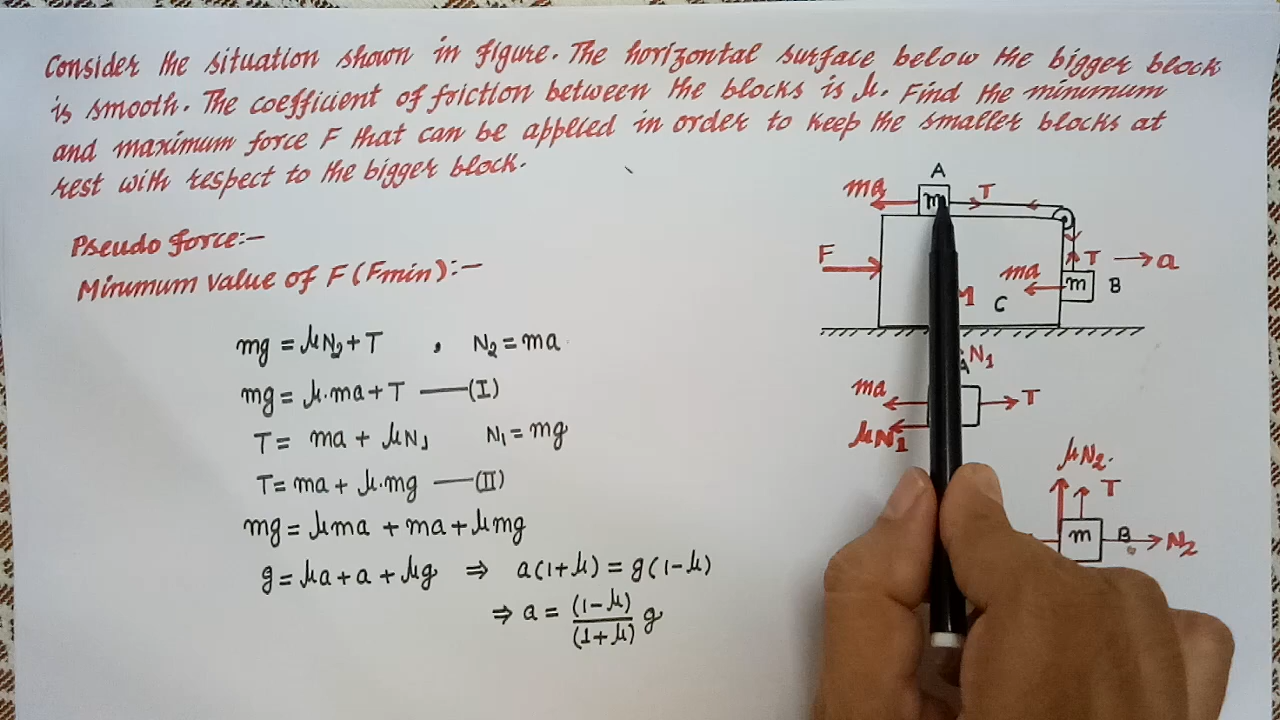 Consider the situation shown in figure. The horizontal surface below the bigger block
is smooth. The coefficient of friction between the blocks is μ. Find the minimum
and maximum force F that can be applied in order to keep the smaller blocks at
rest with respect to the bigger block.
Pseudo force:-
Minimum Value of F (Fmin):-
mg = μN₂ + T , N₂ = ma
mg = μ.ma + T —(I)
T = ma + μN₁ N₁ = mg
T = ma + μ.mg —(II)
mg = μma + ma + μmg
g = μa + a + μg ⇒ a(1+μ) = g(1-μ)
⇒ a = (1-μ)/(1+μ) g
A
ma m T
F
T → a
ma m B
C
N₁
ma T
μN₁
μN₂
T
m B N₂